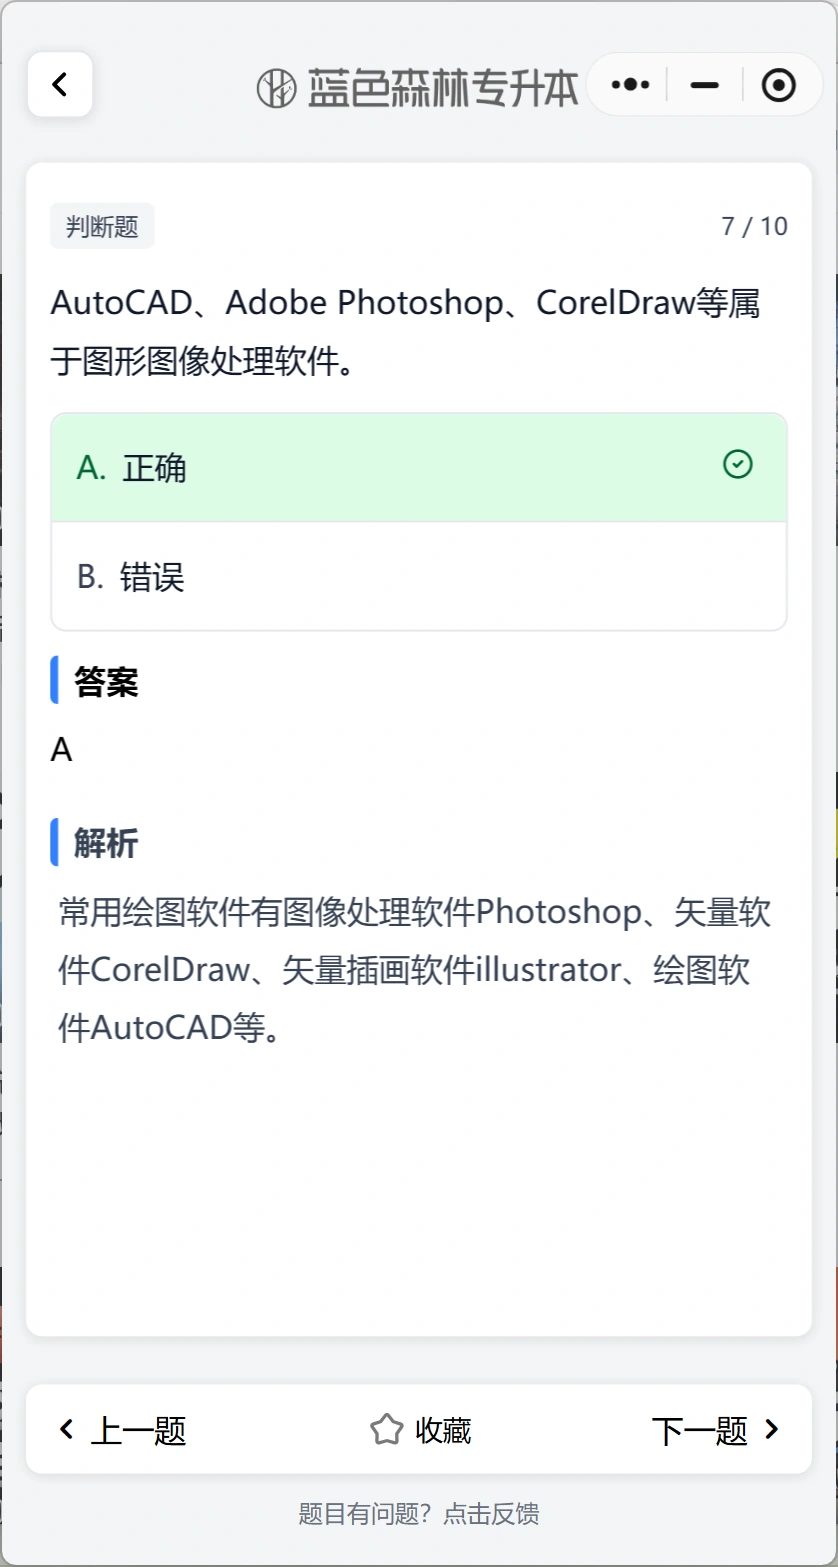 蓝色森林专升本
判断题
7 / 10
AutoCAD、Adobe Photoshop、CorelDraw等属
于图形图像处理软件。
A. 正确
B. 错误
答案
A
解析
常用绘图软件有图像处理软件Photoshop、矢量软
件CorelDraw、矢量插画软件illustrator、绘图软
件AutoCAD等。
上一题
收藏
下一题
题目有问题？点击反馈